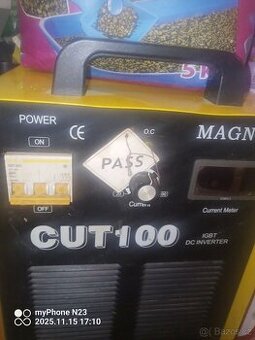 POWER
ON
CE
O.C
MAGN
PASS
OFF
Current Meter
CUT100
IGBT
DC INVERTER
myPhone N23
2025.11.15 17:10